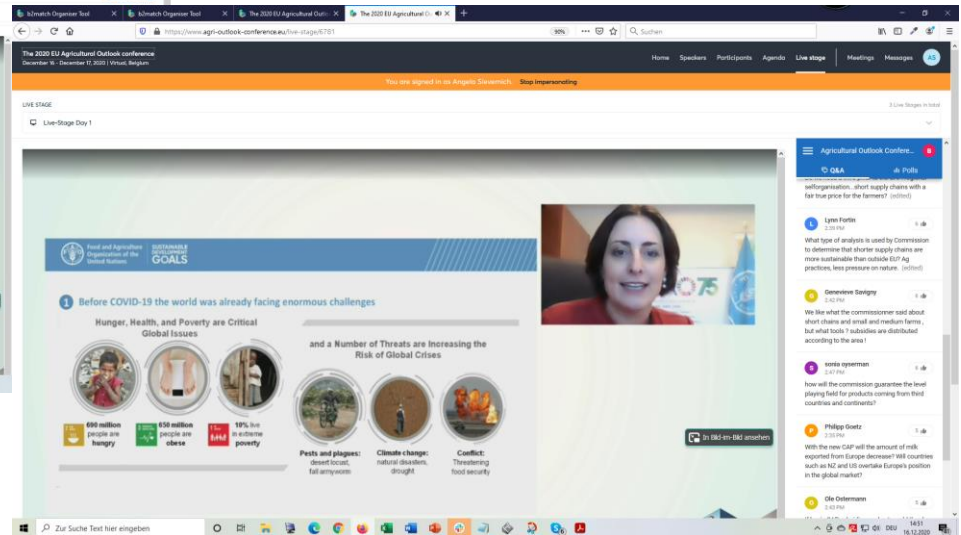 b2match Organiser Tool
b2match Organiser Tool
The 2020 EU Agricultural Outlo
The 2020 EU Agricultural Ou
https://www.agri-outlook-conference.eu/live-stage/6781
90%
Suchen
The 2020 EU Agricultural Outlook conference
December 16 - December 17, 2020 | Virtual, Belgium
Home Speakers Participants Agenda Live stage Meetings Messages AS
You are signed in as Angelo Stop impersonating
LIVE STAGE
3 Live Stages in total
Live-Stage Day 1
Food and Agriculture
Organization of the
United Nations
SUSTAINABLE
DEVELOPMENT
GOALS
1 Before COVID-19 the world was already facing enormous challenges
Hunger, Health, and Poverty are Critical
Global Issues
690 million
people are
hungry
650 million
people are
obese
10% live
in extreme
poverty
and a Number of Threats are Increasing the
Risk of Global Crises
Pests and plagues:
desert locust,
fall armyworm
Climate change:
natural disasters,
drought
Conflict:
Threatening
food security
75
In Bild-im-Bild ansehen
Agricultural Outlook Confere...
Q&A Polls
selforganisation...short supply chains with a
fair true price for the farmers? (edited)
Lynn Fortin
2:39 PM
What type of analysis is used by Commission
to determine that shorter supply chains are
more sustainable than outside EU? Ag
practices, less pressure on nature. (edited)
Genevieve Savigny
2:42 PM
We like what the commissionner said about
short chains and small and medium farms ,
but what tools ? subsidies are distributed
according to the area !
sonia oyserman
2:47 PM
how will the commission guarantee the level
playing field for products coming from third
countries and continents?
Philipp Goetz
2:35 PM
With the new CAP will the amount of milk
exported from Europe decrease? Will countries
such as NZ and US overtake Europe's position
in the global market?
Ole Ostermann
2:43 PM
Zur Suche Text hier eingeben
DEU
14:51
16.12.2020